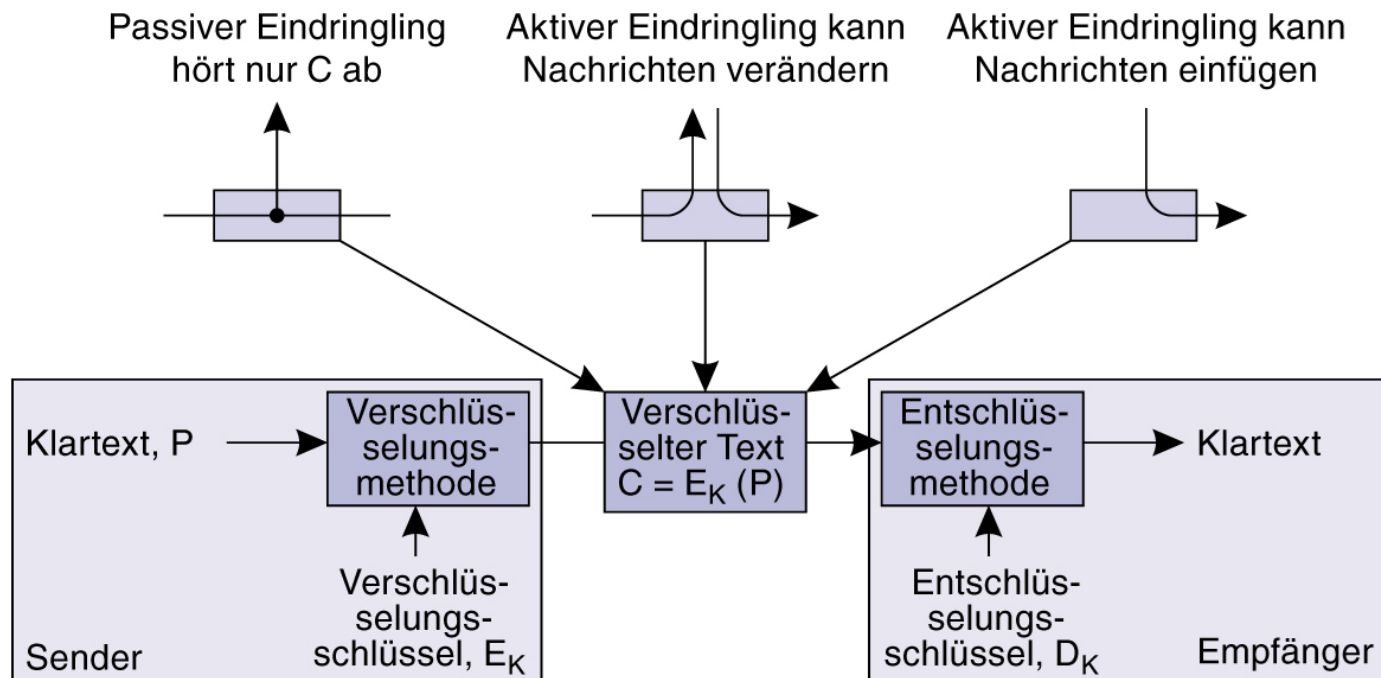 Passiver Eindringling
hört nur C ab
Aktiver Eindringling kann
Nachrichten verändern
Aktiver Eindringling kann
Nachrichten einfügen
Klartext, P
Verschlüs-
selungs-
methode
Verschlüs-
selter Text
C = E_K (P)
Entschlüs-
selungs-
methode
Klartext
Verschlüs-
selungs-
schlüssel, E_K
Entschlüs-
selungs-
schlüssel, D_K
Sender
Empfänger